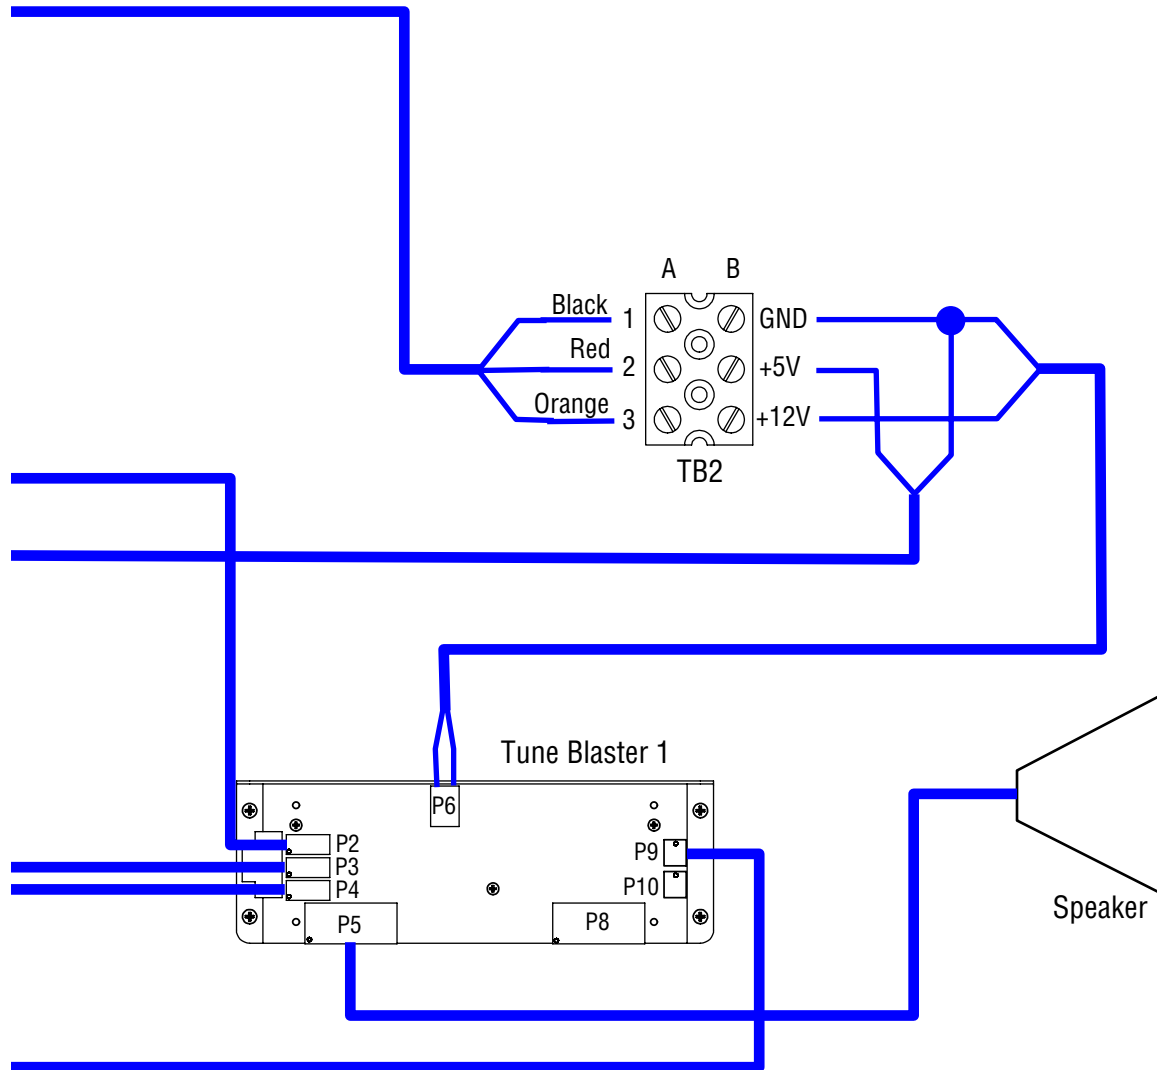 A B
Black 1 GND
Red 2 +5V
Orange 3 +12V
TB2
Tune Blaster 1
P6
P2
P9
P3
P4
P10
P5
P8
Speaker